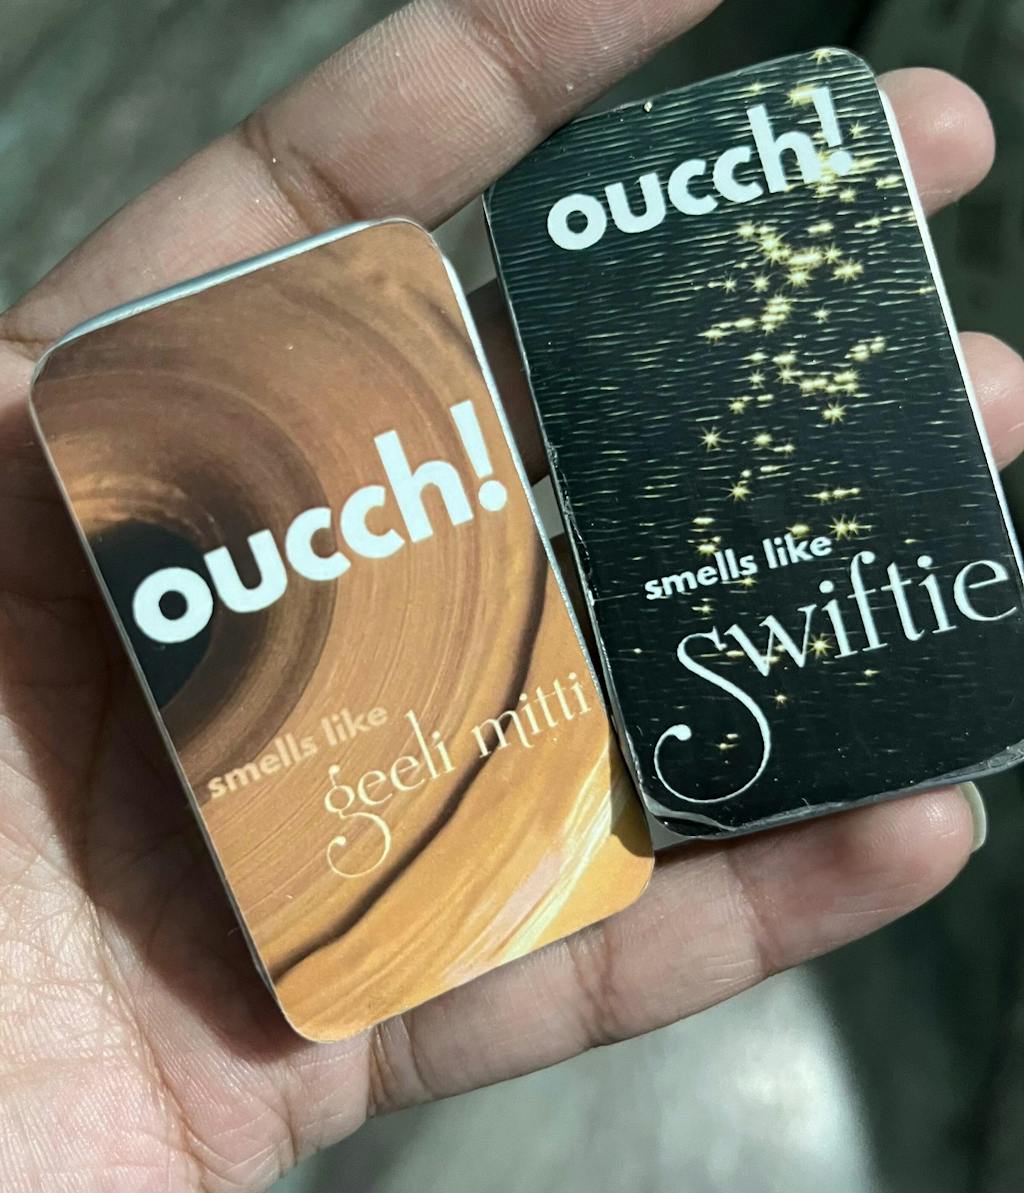 oucch!
smells like
geeli mitti
oucch!
smells like
Swiftie